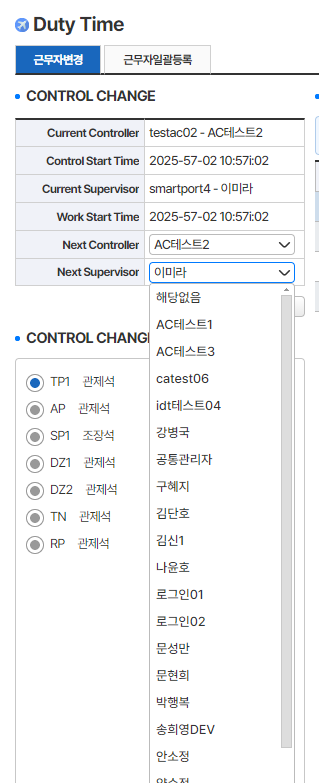 Duty Time
근무자변경 근무자일괄등록
CONTROL CHANGE
Current Controller testac02 - AC테스트2
Control Start Time 2025-57-02 10:57i:02
Current Supervisor smartport4 - 이미라
Work Start Time 2025-57-02 10:57i:02
Next Controller AC테스트2
Next Supervisor 이미라
해당없음
AC테스트1
AC테스트3
catest06
idt테스트04
강병국
공통관리자
구혜지
김단호
김신1
나윤호
로그인01
로그인02
문성만
문현희
박행복
송희영DEV
안소정
CONTROL
TP1 관제석
AP 관제석
SP1 조장석
DZ1 관제석
DZ2 관제석
TN 관제석
RP 관제석